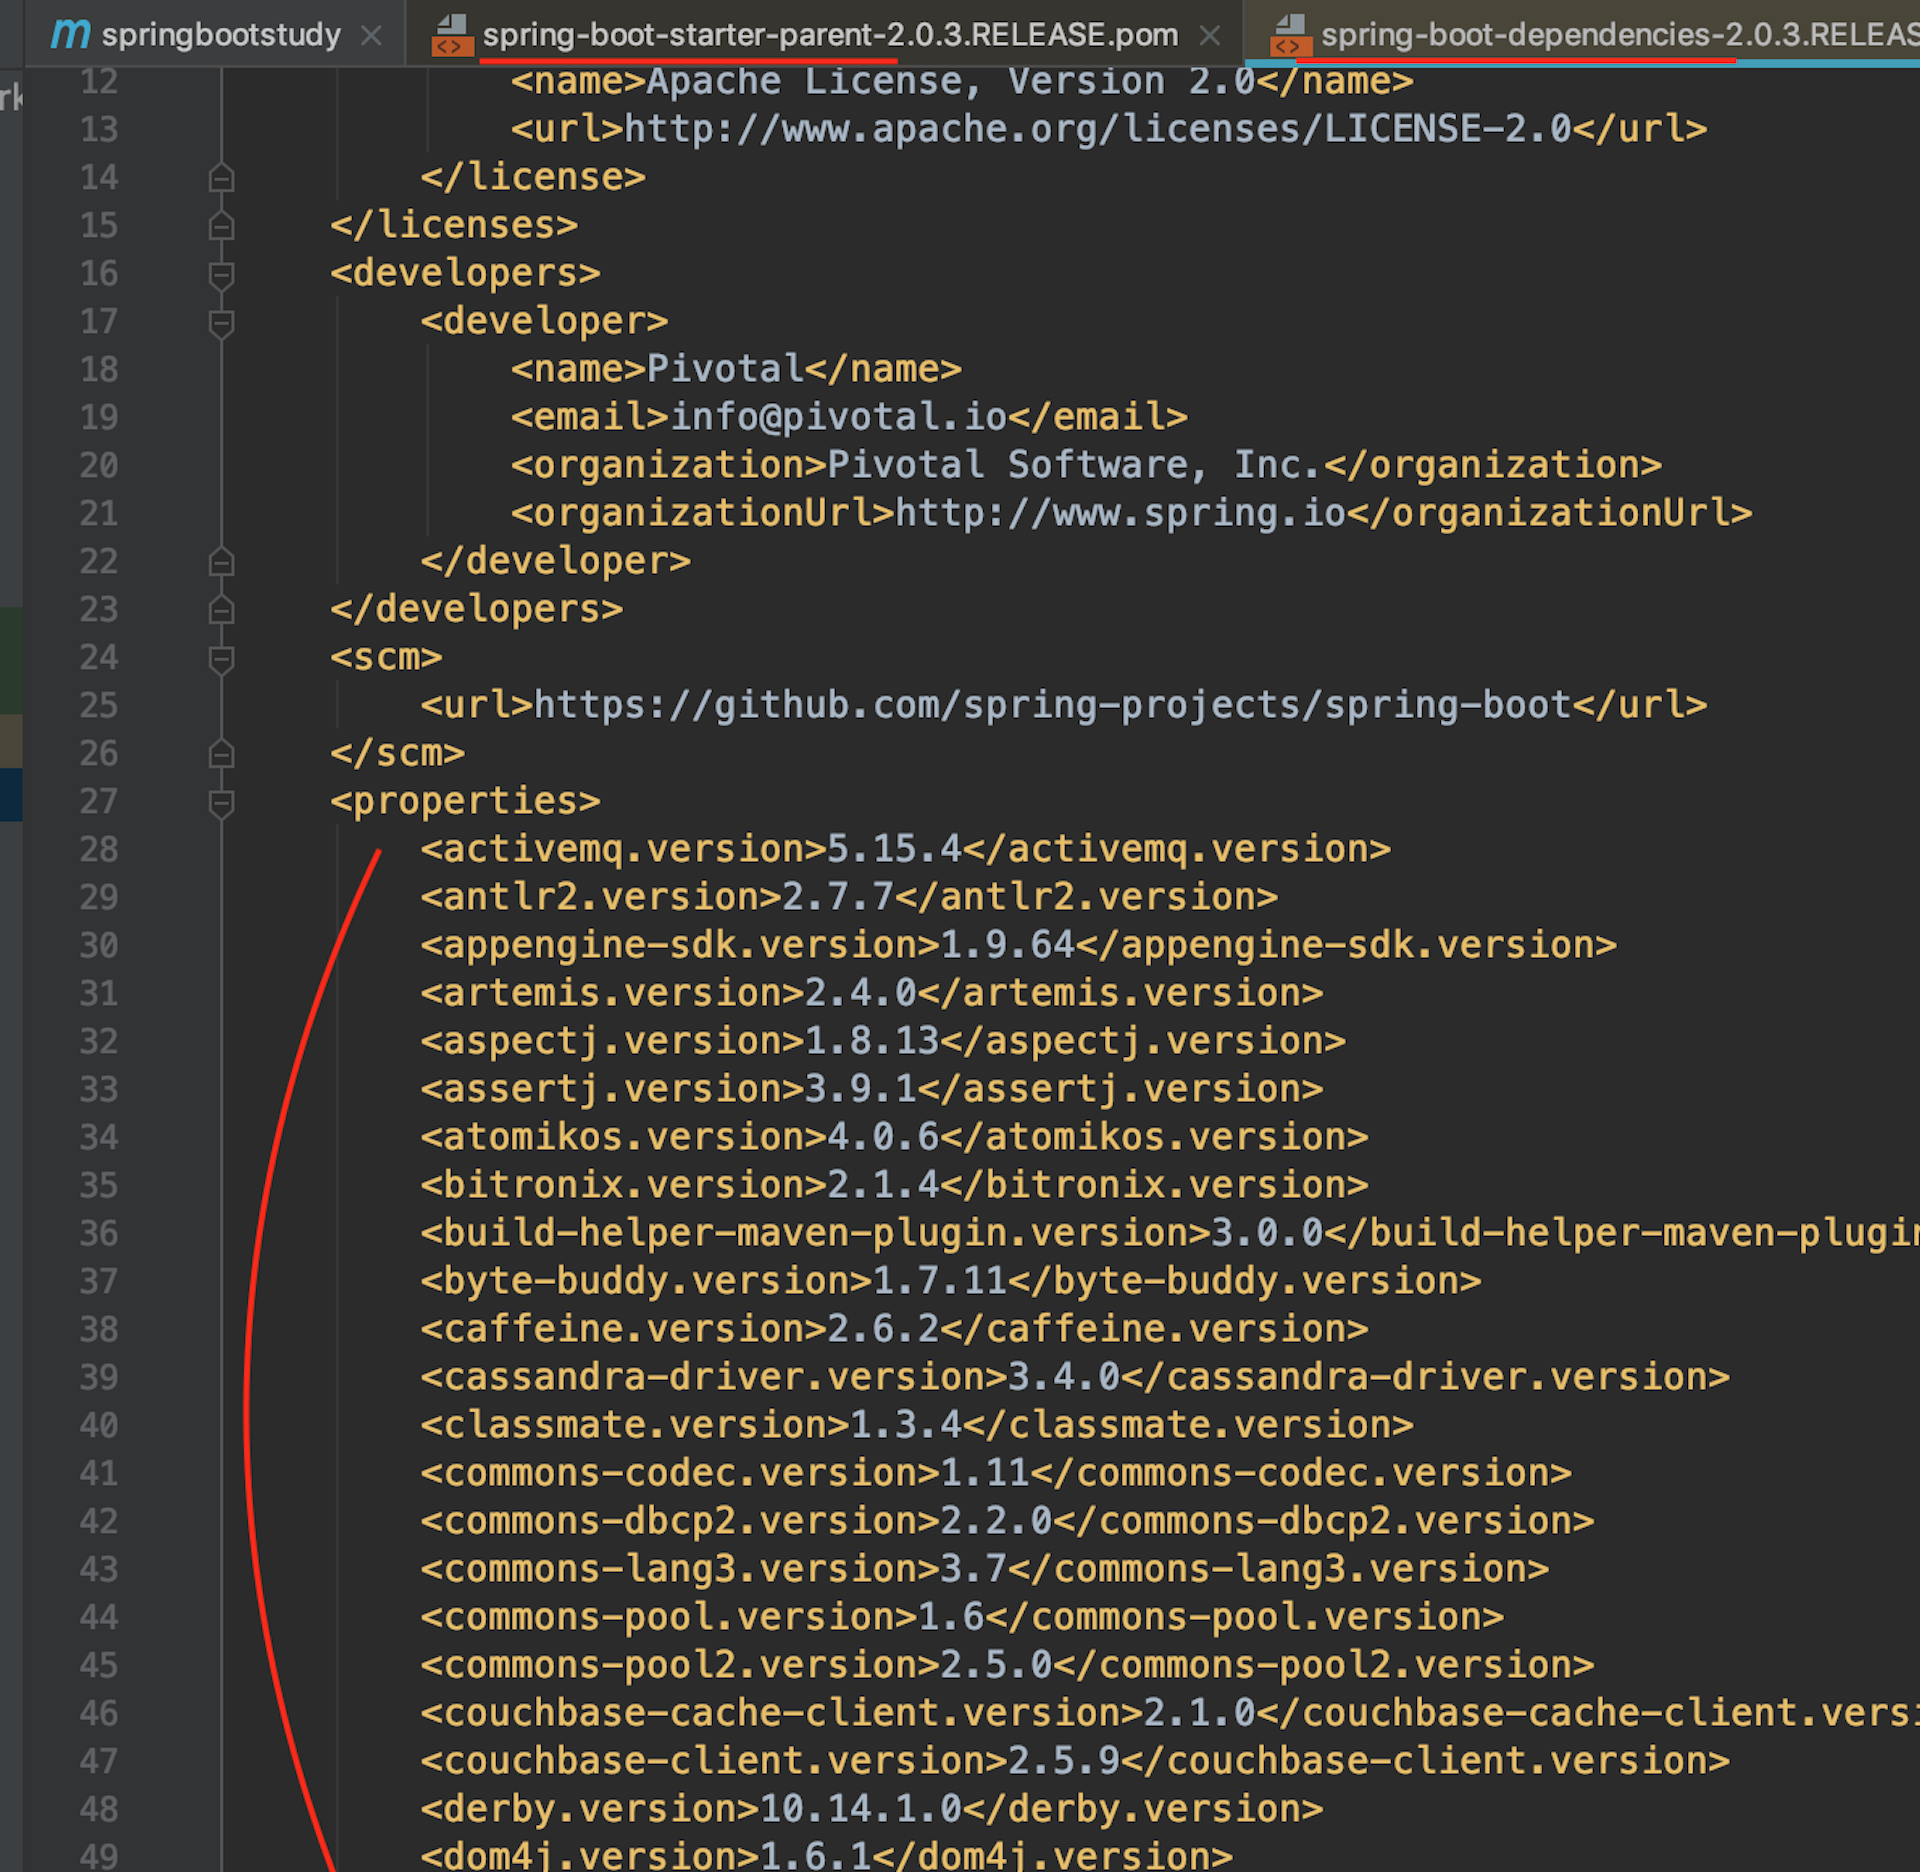 springbootstudy
spring-boot-starter-parent-2.0.3.RELEASE.pom
spring-boot-dependencies-2.0.3.RELEAS
12 <name>Apache License, Version 2.0</name>
13 <url>http://www.apache.org/licenses/LICENSE-2.0</url>
14 </license>
15 </licenses>
16 <developers>
17 <developer>
18 <name>Pivotal</name>
19 <email>info@pivotal.io</email>
20 <organization>Pivotal Software, Inc.</organization>
21 <organizationUrl>http://www.spring.io</organizationUrl>
22 </developer>
23 </developers>
24 <scm>
25 <url>https://github.com/spring-projects/spring-boot</url>
26 </scm>
27 <properties>
28 <activemq.version>5.15.4</activemq.version>
29 <antlr2.version>2.7.7</antlr2.version>
30 <appengine-sdk.version>1.9.64</appengine-sdk.version>
31 <artemis.version>2.4.0</artemis.version>
32 <aspectj.version>1.8.13</aspectj.version>
33 <assertj.version>3.9.1</assertj.version>
34 <atomikos.version>4.0.6</atomikos.version>
35 <bitronix.version>2.1.4</bitronix.version>
36 <build-helper-maven-plugin.version>3.0.0</build-helper-maven-plugin
37 <byte-buddy.version>1.7.11</byte-buddy.version>
38 <caffeine.version>2.6.2</caffeine.version>
39 <cassandra-driver.version>3.4.0</cassandra-driver.version>
40 <classmate.version>1.3.4</classmate.version>
41 <commons-codec.version>1.11</commons-codec.version>
42 <commons-dbcp2.version>2.2.0</commons-dbcp2.version>
43 <commons-lang3.version>3.7</commons-lang3.version>
44 <commons-pool.version>1.6</commons-pool.version>
45 <commons-pool2.version>2.5.0</commons-pool2.version>
46 <couchbase-cache-client.version>2.1.0</couchbase-cache-client.versi
47 <couchbase-client.version>2.5.9</couchbase-client.version>
48 <derby.version>10.14.1.0</derby.version>
49 <dom4j.version>1.6.1</dom4j.version>